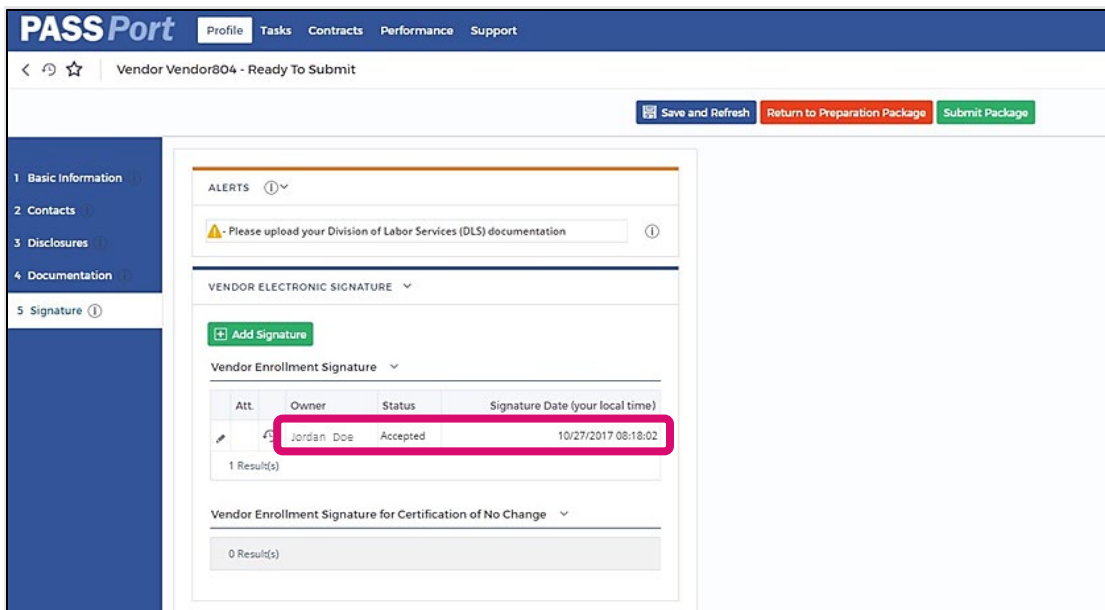 PASSPort Profile Tasks Contracts Performance Support
Vendor Vendor804 - Ready To Submit
Save and Refresh Return to Preparation Package Submit Package
1 Basic Information
2 Contacts
3 Disclosures
4 Documentation
5 Signature
ALERTS
- Please upload your Division of Labor Services (DLS) documentation
VENDOR ELECTRONIC SIGNATURE
Add Signature
Vendor Enrollment Signature
Att. Owner Status Signature Date (your local time)
Jordan Doe Accepted 10/27/2017 08:18:02
1 Result(s)
Vendor Enrollment Signature for Certification of No Change
0 Result(s)